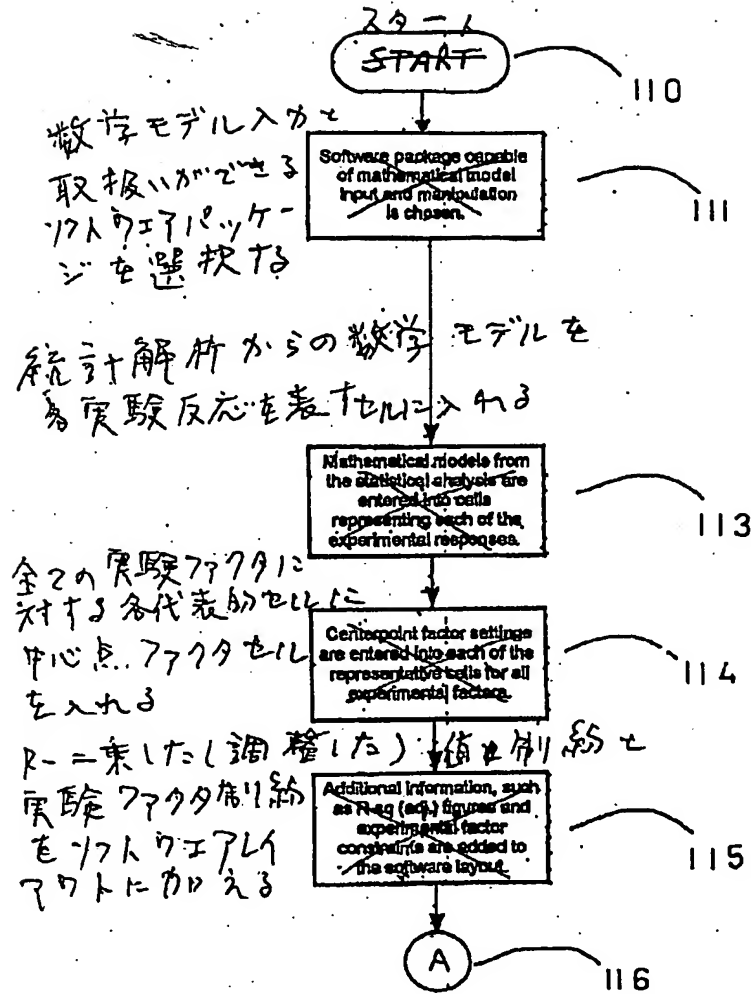 スタート
START
110
数学モデル入力と
取扱いができる
ソフトウェアパッケー
ジを選択する
Software package capable
of mathematical model
input and manipulation
is chosen.
111
統計解析からの数学モデルを
各実験反応を表すセルに入れる
Mathematical models from
the statistical analysis are
entered into cells
representing each of the
experimental responses.
113
全ての実験ファクタに
対する各代表的セルに
中心点ファクタセル
を入れる
Centerpoint factor settings
are entered into each of the
representative cells for all
experimental factors.
114
R-二乗した(調整した)値
制約と
実験ファクタ制約
をソフトウェアレイ
アウトに加える
Additional information, such
as R-sq (adj.) figures and
experimental factor
constraints are added to
the software layout.
115
A
116